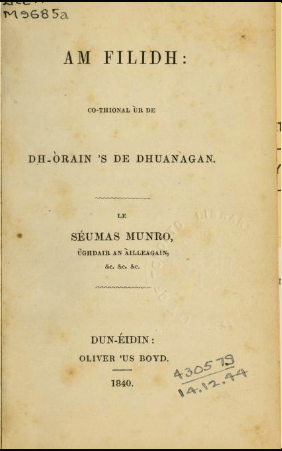 M9685a
AM FILIDH:
CO-THIONAL ÙR DE
DH-ÒRAIN 'S DE DHUANAGAN.
LE
SÉUMAS MUNRO,
ÙGHDAIR AN ÀILLEAGAIN,
&c. &c. &c.
DUN-ÉIDIN:
OLIVER 'US BOYD.
1840.
430579
14.12.44